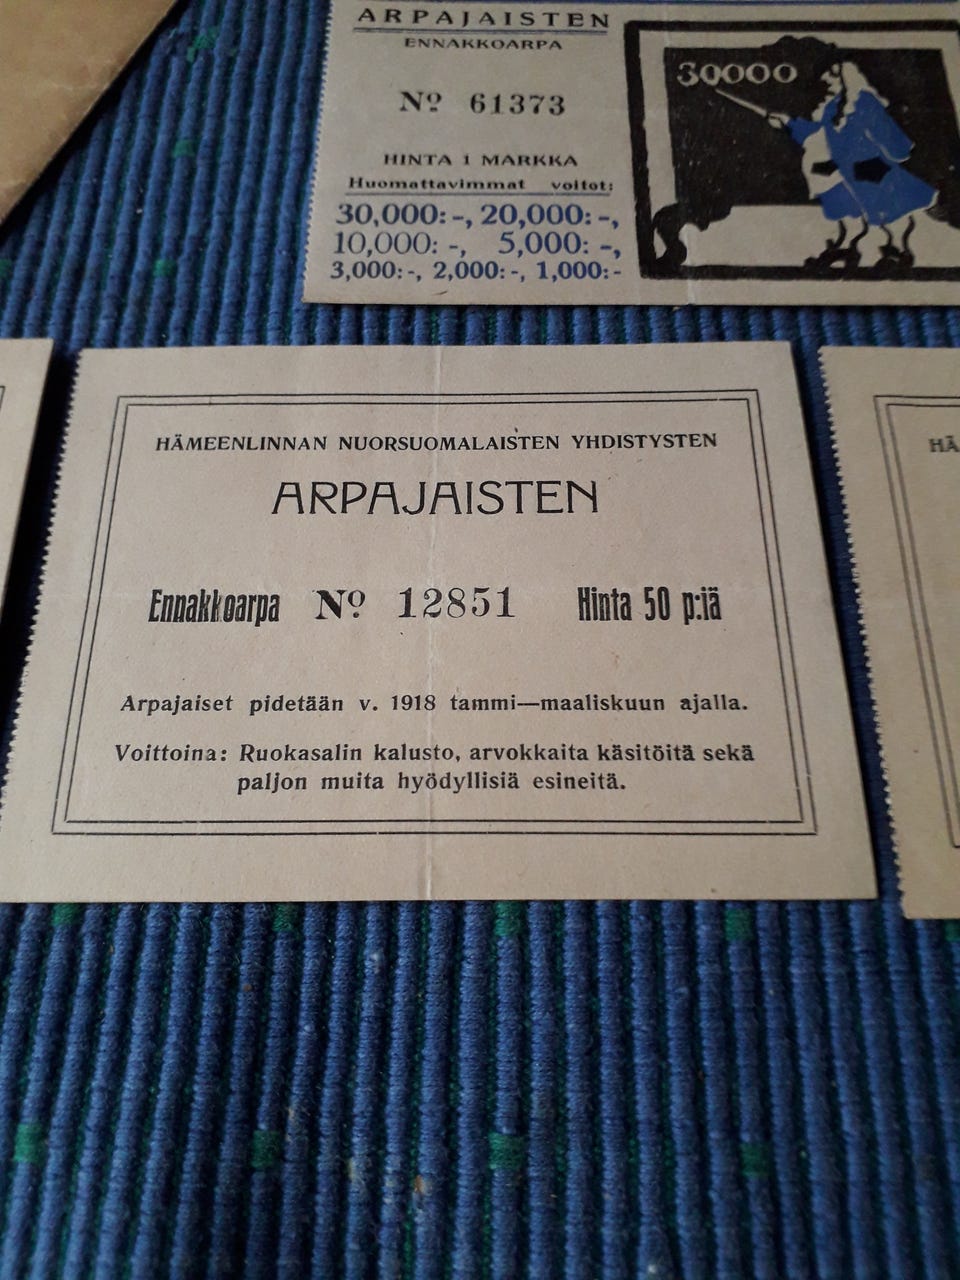 ARPAJAISTEN
ENNAKKOARPA
Nº 61373
HINTA 1 MARKKA
Huomattavimmat voitot:
30,000:-, 20,000:-,
10,000:-, 5,000:-,
3,000:-, 2,000:-, 1,000:-
30000
HÄMEENLINNAN NUORSUOMALAISTEN YHDISTYSTEN
ARPAJAISTEN
Ennakkoarpa Nº 12851 Hinta 50 p:iä
Arpajaiset pidetään v. 1918 tammi—maaliskuun ajalla.
Voittoina: Ruokasalin kalusto, arvokkaita käsitöitä sekä
paljon muita hyödyllisiä esineitä.
HÄ